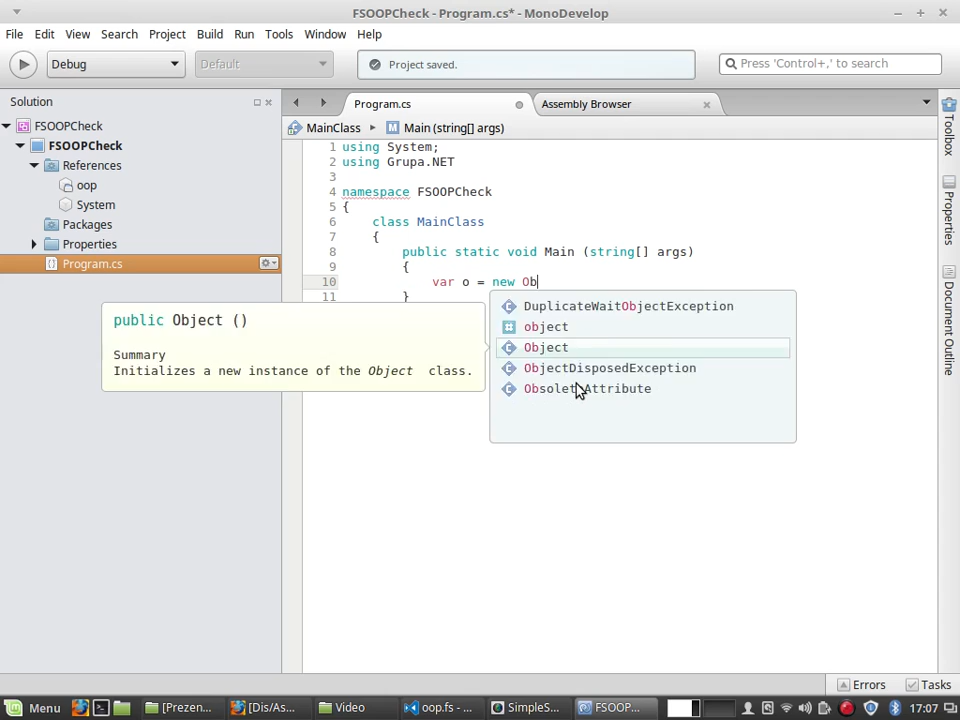 FSOOPCheck - Program.cs* - MonoDevelop
File Edit View Search Project Build Run Tools Window Help
Debug Default Project saved. Press 'Control+,' to search
Solution Program.cs Assembly Browser
MainClass Main (string[] args)
FSOOPCheck
FSOOPCheck
References
oop
System
Packages
Properties
Program.cs
1 using System;
2 using Grupa.NET
3
4 namespace FSOOPCheck
5 {
6 class MainClass
7 {
8 public static void Main (string[] args)
9 {
10 var o = new Ob
11 }
public Object ()
Summary
Initializes a new instance of the Object class.
DuplicateWaitObjectException
object
Object
ObjectDisposedException
ObsoleteAttribute
Toolbox
Properties
Document Outline
Errors Tasks
Menu [Prezen... [Dis/As... Video oop.fs - ... SimpleS... FSOOP... 17:07